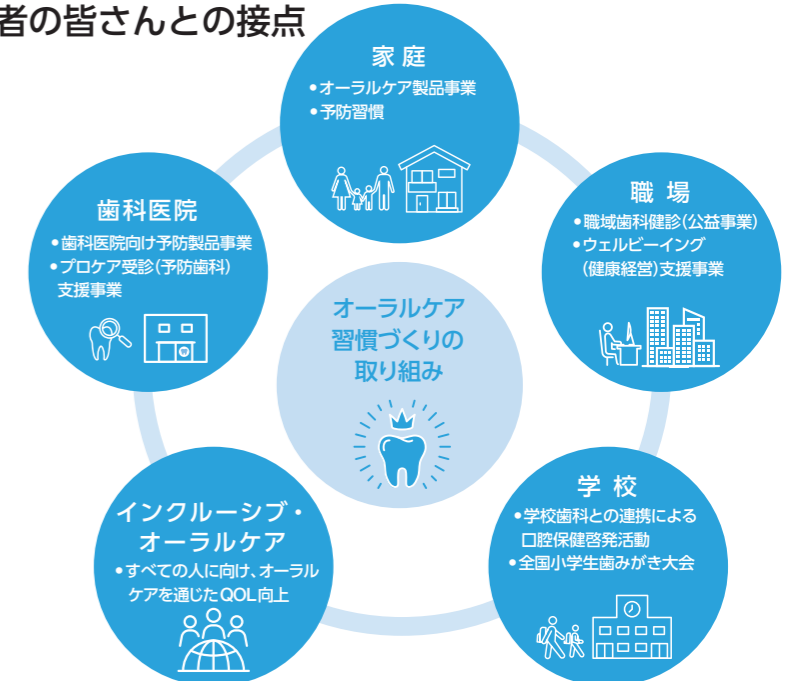 者の皆さんとの接点
家庭
•オーラルケア製品事業
•予防習慣
職場
•職域歯科健診(公益事業)
•ウェルビーイング
(健康経営)支援事業
学校
•学校歯科との連携による
口腔保健啓発活動
•全国小学生歯みがき大会
インクルーシブ・
オーラルケア
•すべての人に向け、オーラル
ケアを通じたQOL向上
歯科医院
•歯科医院向け予防製品事業
•プロケア受診(予防歯科)
支援事業
オーラルケア
習慣づくりの
取り組み